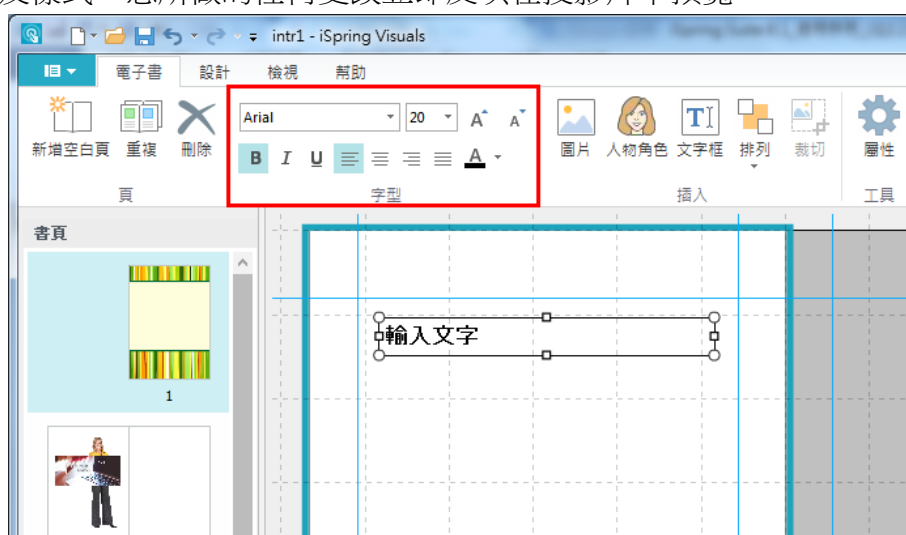 intr1 - iSpring Visuals
電子書 設計 檢視 幫助
Arial 20 A A
B I U A
新增空白頁 重複 刪除 圖片 人物角色 文字框 排列 裁切 屬性
頁 字型 插入 工具
書頁
輸入文字
1